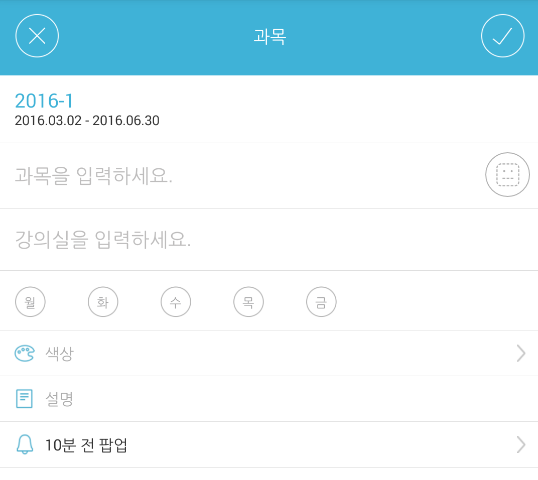 과목
2016-1
2016.03.02 - 2016.06.30
과목을 입력하세요.
강의실을 입력하세요.
월 화 수 목 금
색상
설명
10분 전 팝업